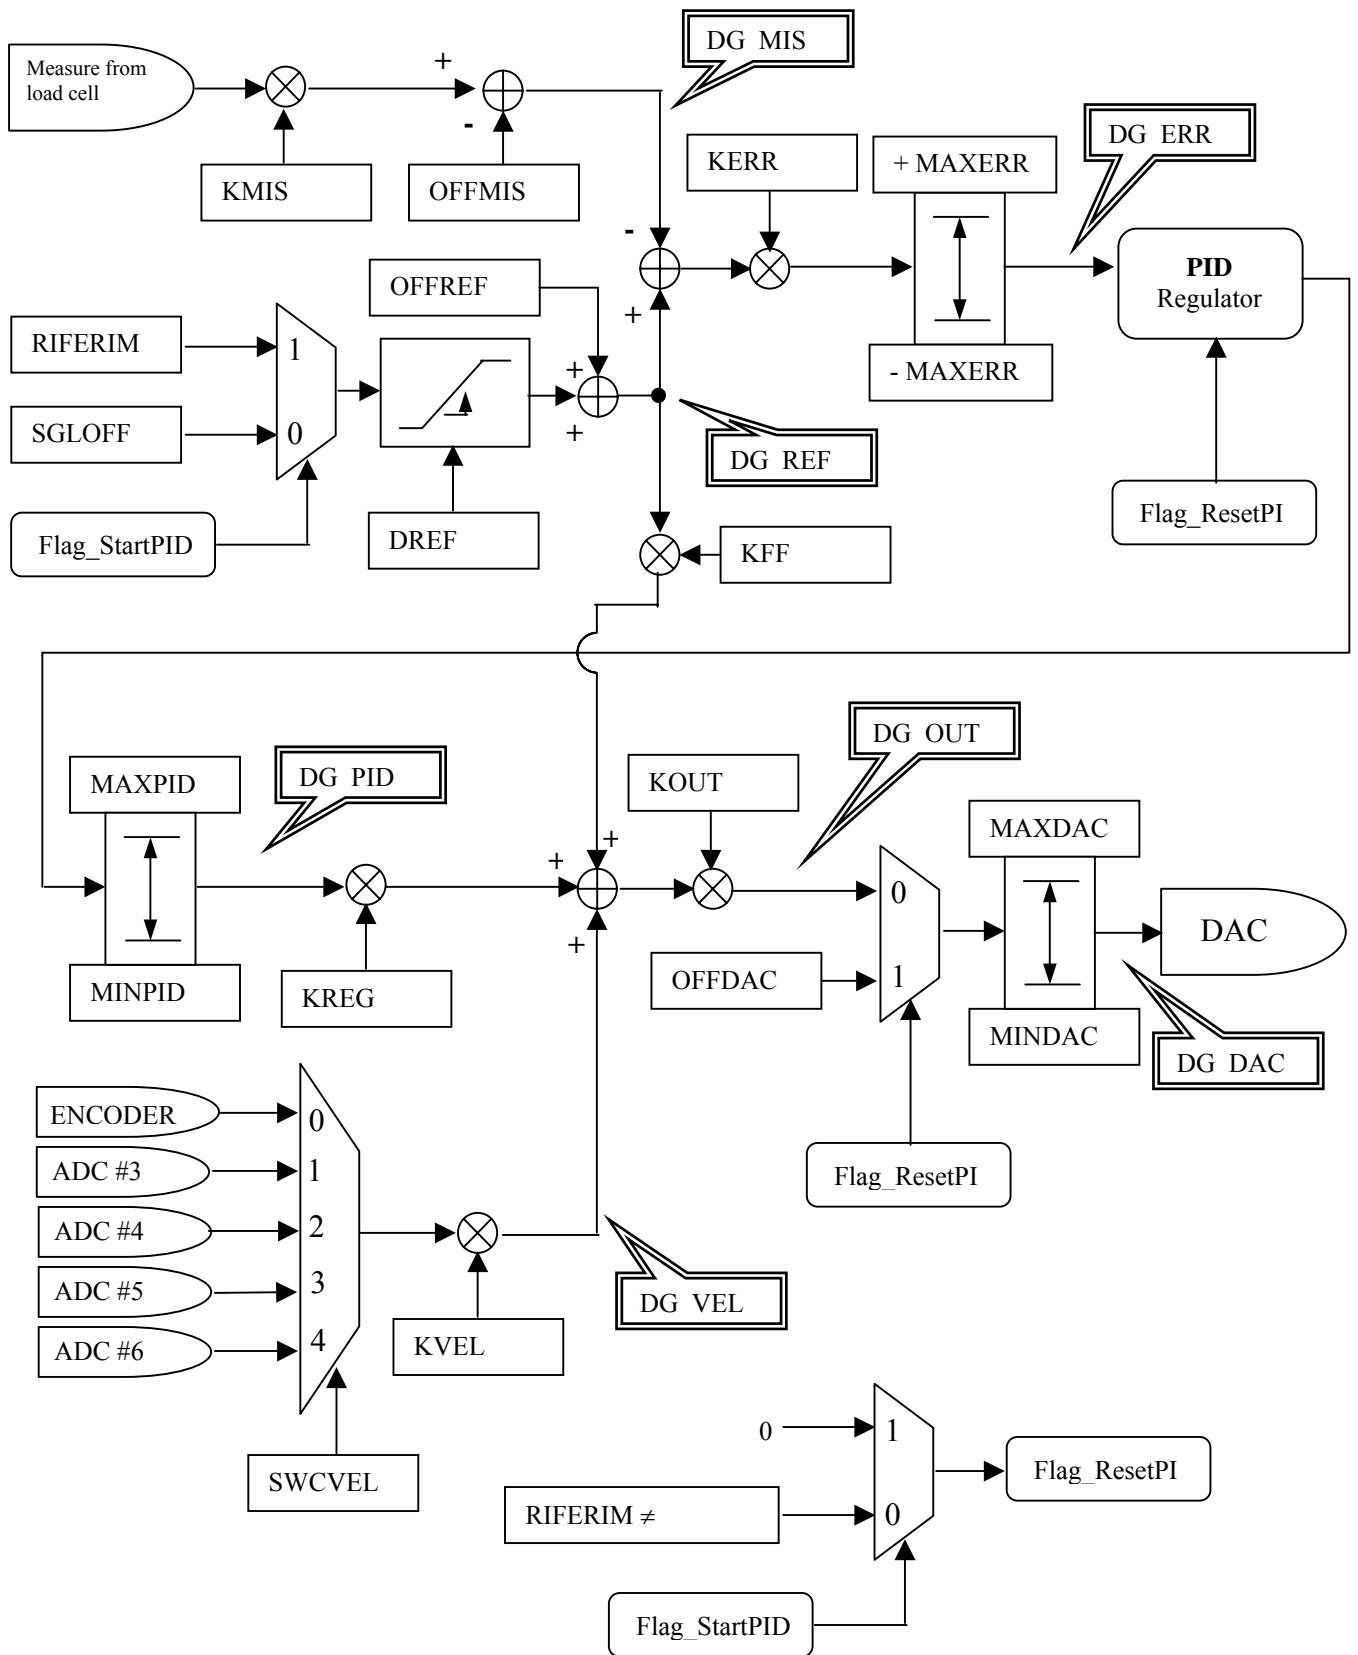 DG MIS
+
Measure from
load cell
-
DG ERR
KERR
+ MAXERR
KMIS
OFFMIS
-
PID
Regulator
OFFREF
+
RIFERIM
1
+
- MAXERR
SGLOFF
0
+
DG REF
Flag_StartPID
DREF
KFF
Flag_ResetPI
DG OUT
MAXPID
DG PID
KOUT
MAXDAC
+
+
0
DAC
+
MINPID
KREG
OFFDAC
1
MINDAC
DG DAC
ENCODER
0
ADC #3
1
Flag_ResetPI
ADC #4
2
ADC #5
3
DG VEL
ADC #6
4
KVEL
0
1
Flag_ResetPI
SWCVEL
RIFERIM ≠
0
Flag_StartPID